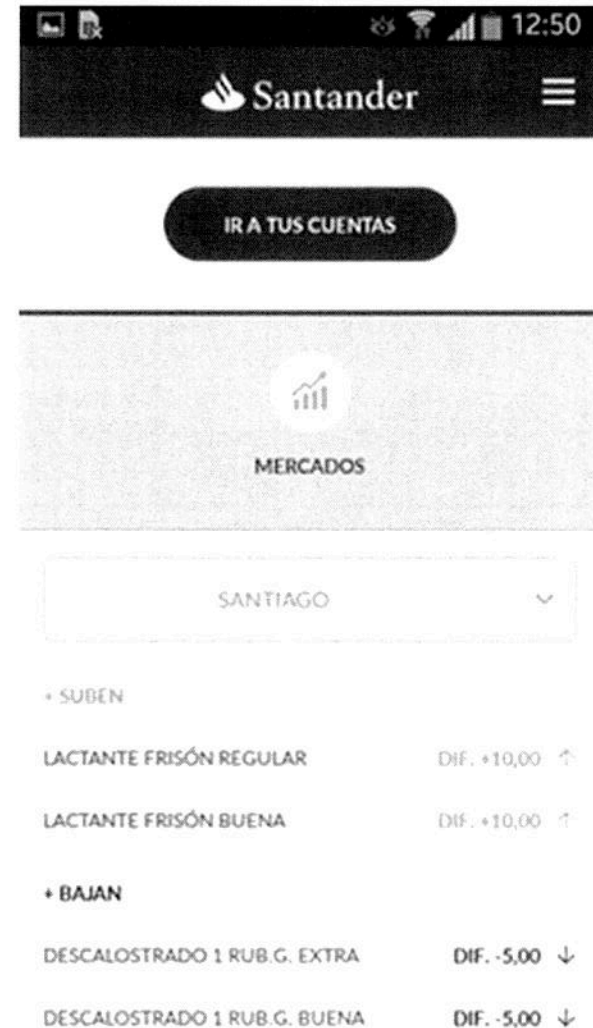 12:50
Santander
IR A TUS CUENTAS
MERCADOS
SANTIAGO
+ SUBEN
LACTANTE FRISÓN REGULAR DIF. +10,00 ↑
LACTANTE FRISÓN BUENA DIF. +10,00 ↑
+ BAJAN
DESCALOSTRADO 1 RUB.G. EXTRA DIF. -5,00 ↓
DESCALOSTRADO 1 RUB.G. BUENA DIF. -5,00 ↓